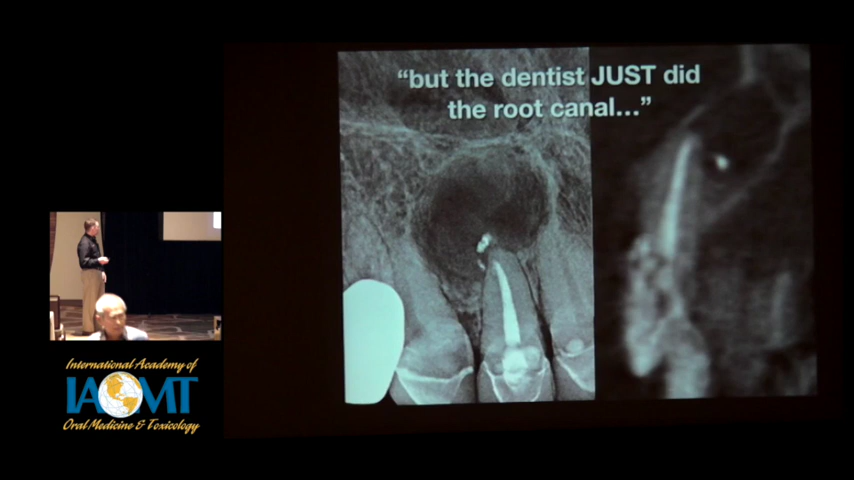 “but the dentist JUST did
the root canal...”
International Academy of
IAOMT
Oral Medicine & Toxicology